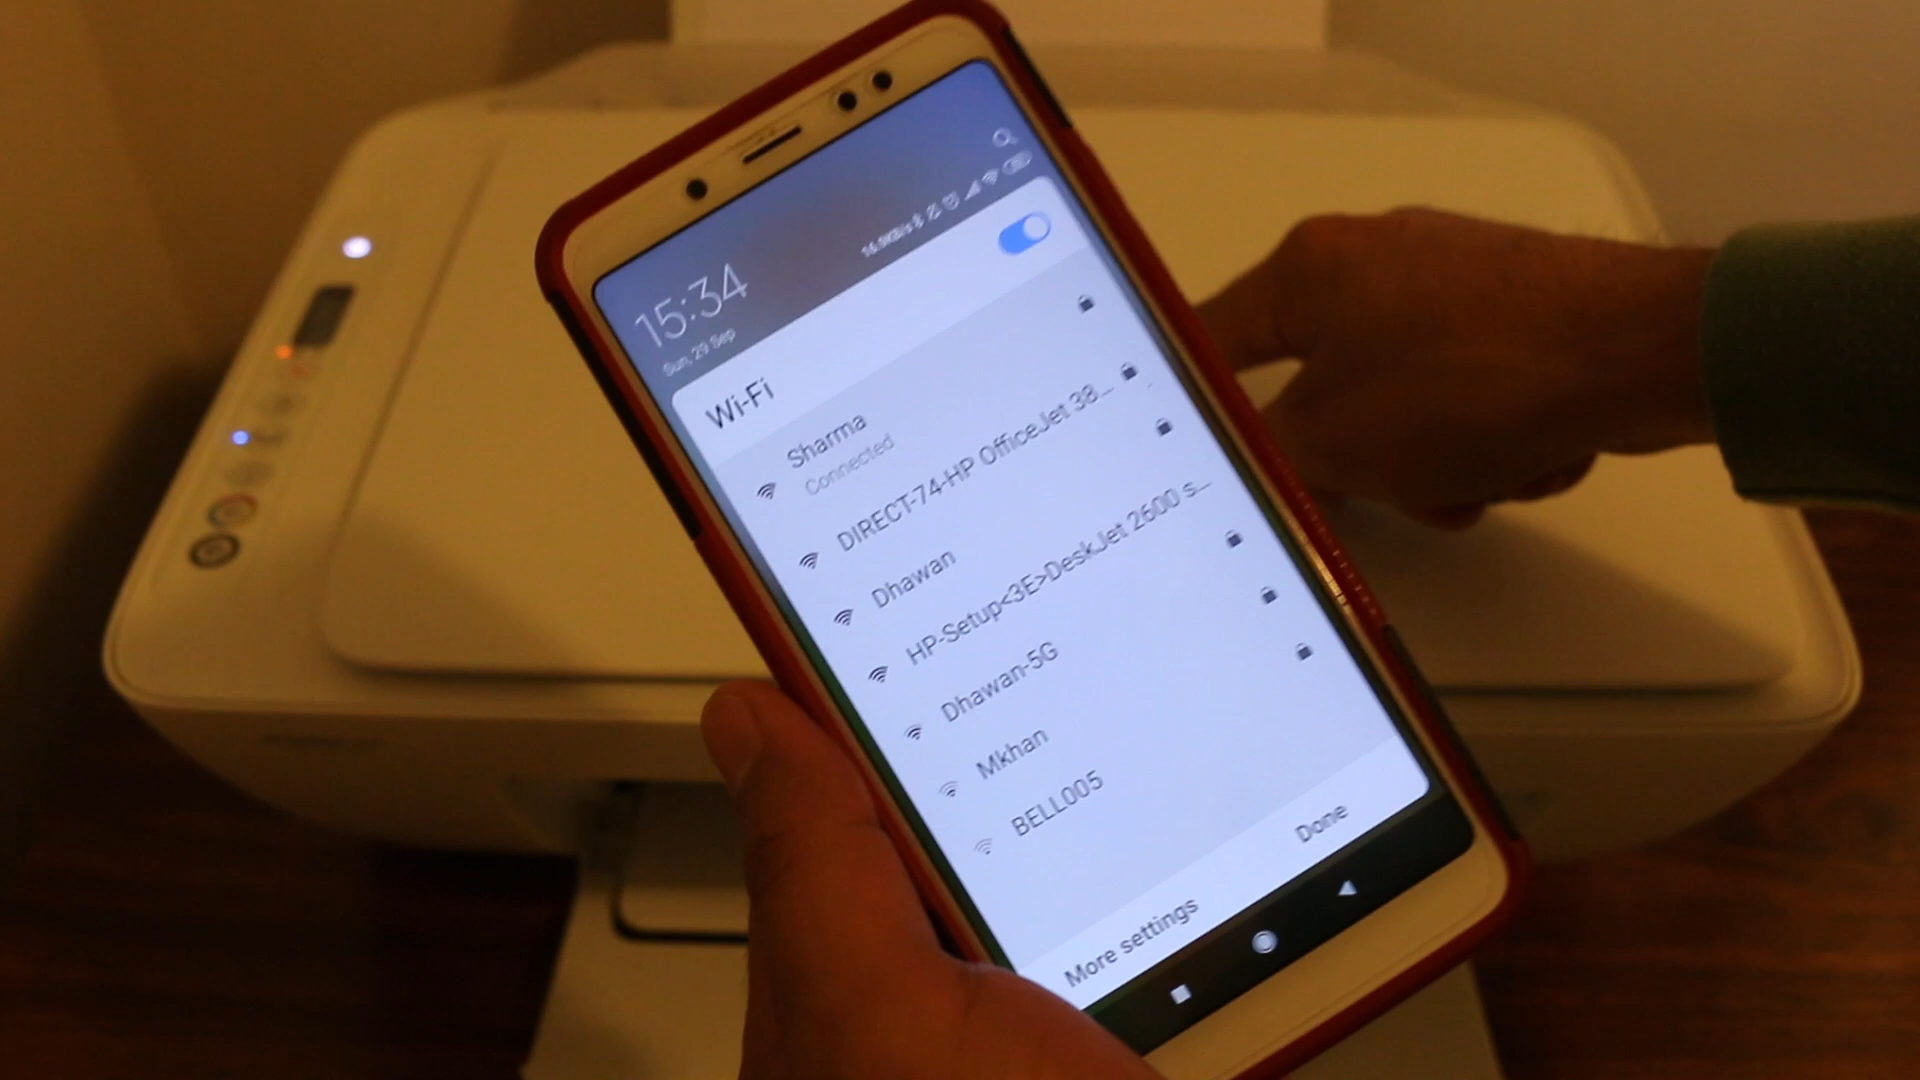 15:34
Sun, 29 Sep
Wi-Fi
Sharma
Connected
DIRECT-74-HP OfficeJet 38...
Dhawan
HP-Setup<3E>DeskJet 2600 s...
Dhawan-5G
Mkhan
BELL005
More settings
Done